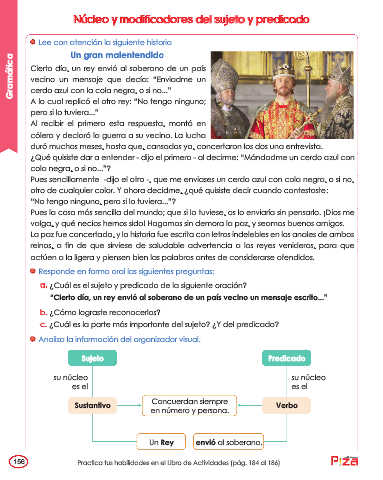 Núcleo y modificadores del sujeto y predicado
Gramática
Lee con atención la siguiente historia
Un gran malentendido
Cierto día, un rey envió al soberano de un país
vecino un mensaje que decía: "Envíadme un
cerdo azul con la cola negra, o si no..."
A lo cual replicó el otro rey: "No tengo ninguno;
pero si lo tuviera..."
Al recibir el primero esta respuesta, montó en
cólera y declaró la guerra a su vecino. La lucha
duró muchos meses, hasta que, cansados ya, concertaron los dos una entrevista.
¿Qué quisiste dar a entender - dijo el primero - al decirme: "Mándadme un cerdo azul con
cola negra, o si no..."?
Pues sencillamente -dijo el otro -, que me enviases un cerdo azul con cola negra, o si no,
otro de cualquier color. Y ahora decidme, ¿qué quisiste decir cuando contestaste:
"No tengo ninguno, pero si lo tuviera..."?
Pues la cosa más sencilla del mundo; que si lo tuviese, os lo enviaría sin pensarlo. ¡Dios me
valga, y qué necios hemos sido! Hagamos sin demora la paz, y seamos buenos amigos.
La paz fue concertada, y la historia fue escrita con letras indelebles en los anales de ambos
reinos, a fin de que sirviese de saludable advertencia a los reyes venideros, para que
actúen a la ligera y piensen bien las palabras antes de considerarse ofendidos.
Responde en forma oral las siguientes preguntas:
a. ¿Cuál es el sujeto y predicado de la siguiente oración?
"Cierto día, un rey envió al soberano de un país vecino un mensaje escrito..."
b. ¿Cómo lograste reconocerlos?
c. ¿Cuál es la parte más importante del sujeto? ¿Y del predicado?
Analiza la información del organizador visual.
Sujeto
Predicado
su núcleo
es el
su núcleo
es el
Sustantivo
Concuerdan siempre
en número y persona.
Verbo
Un Rey
envió al soberano.
156
Practica tus habilidades en el Libro de Actividades (pág. 184 al 186)